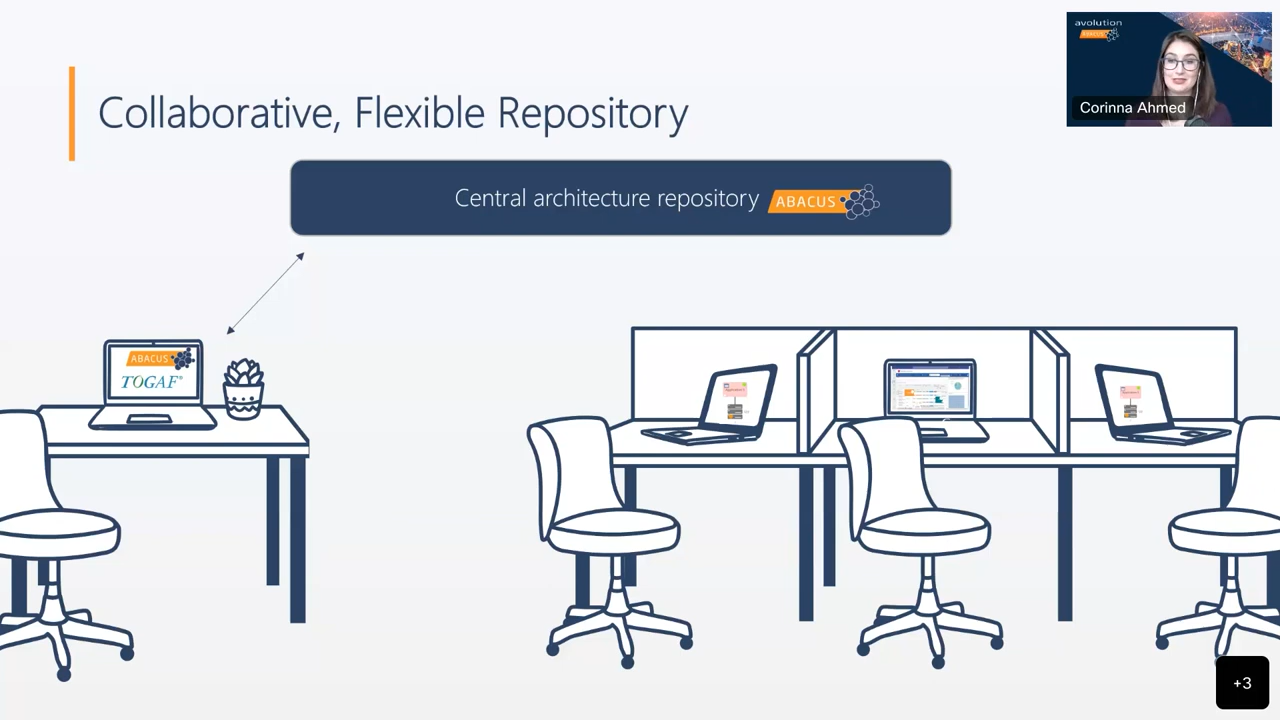 Collaborative, Flexible Repository
avolution
ABACUS
Corinna Ahmed
Central architecture repository ABACUS
ABACUS
TOGAF®
+3